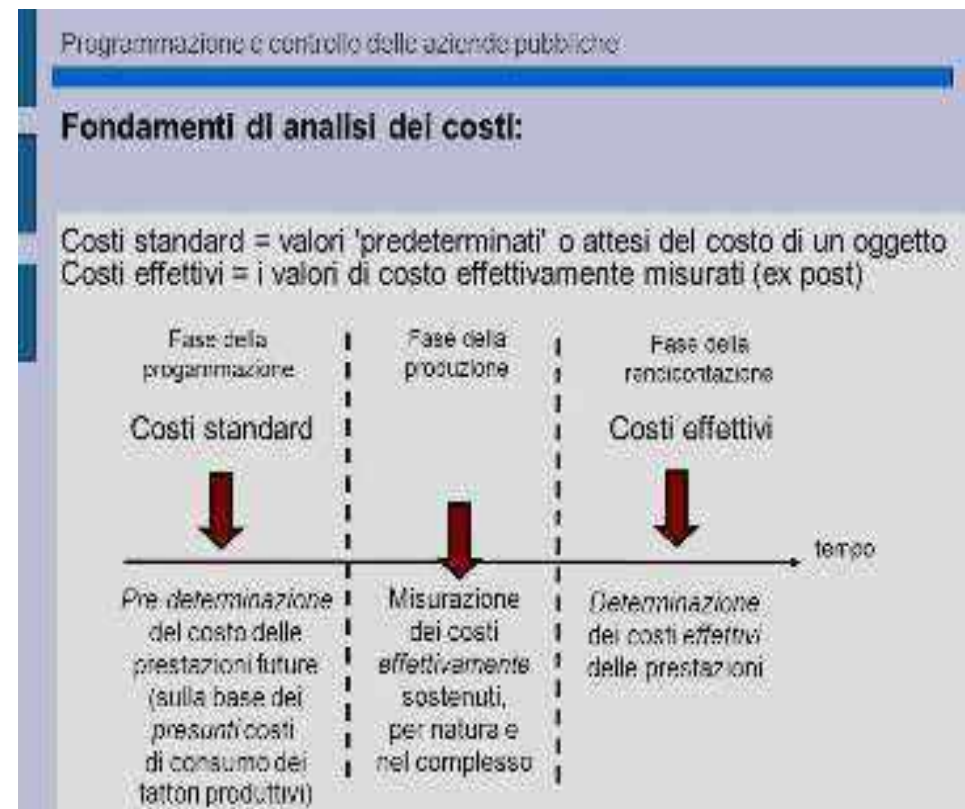 Programmazione e controllo delle aziende pubbliche
Fondamenti di analisi dei costi:
Costi standard = valori 'predeterminati' o attesi del costo di un oggetto
Costi effettivi = i valori di costo effettivamente misurati (ex post)
Fase della
progammazione
Costi standard
Fase della
produzione
Fase della
rendicontazione
Costi effettivi
tempo
Pre determinazione
del costo delle
prestazioni future
(sulla base dei
presunti costi
di consumo dei
fattori produttivi)
Misurazione
dei costi
effettivamente
sostenuti,
per natura e
nel complesso
Determinazione
dei costi effettivi
delle prestazioni